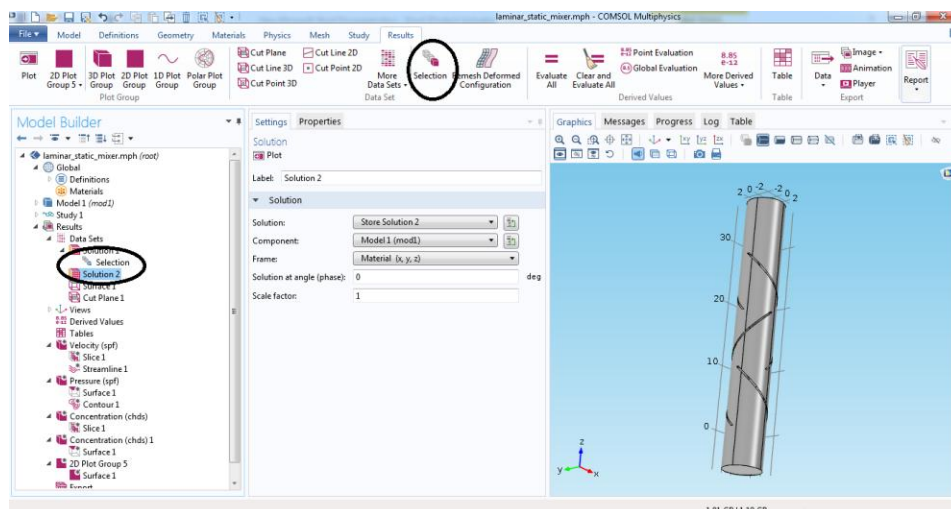 laminar_static_mixer.mph - COMSOL Multiphysics
File Model Definitions Geometry Materials Physics Mesh Study Results
Cut Plane Cut Line 2D
Cut Line 3D Cut Point 2D
Cut Point 3D
Plot
2D Plot Group 5
3D Plot Group
2D Plot Group
1D Plot Group
Polar Plot Group
More Data Sets
Selection
Remesh Deformed Configuration
Evaluate All
Clear and Evaluate All
Point Evaluation
Global Evaluation
8.85
e-12
More Derived Values
Table
Data
Image
Animation
Player
Report
Plot Group
Data Set
Derived Values
Table
Export
Model Builder
laminar_static_mixer.mph (root)
Global
Definitions
Materials
Model 1 (mod1)
Study 1
Results
Data Sets
Solution 1
Selection
Solution 2
Surface 1
Cut Plane 1
Views
Derived Values
Tables
Velocity (spf)
Slice 1
Streamline 1
Pressure (spf)
Surface 1
Contour 1
Concentration (chds)
Slice 1
Concentration (chds) 1
Surface 1
2D Plot Group 5
Surface 1
Export
Settings Properties
Solution
Plot
Label: Solution 2
Solution
Solution: Store Solution 2
Component: Model 1 (mod1)
Frame: Material (x, y, z)
Solution at angle (phase): 0 deg
Scale factor: 1
Graphics Messages Progress Log Table
2 0 -2 -2 0 2
30
20
10
0
z
y x